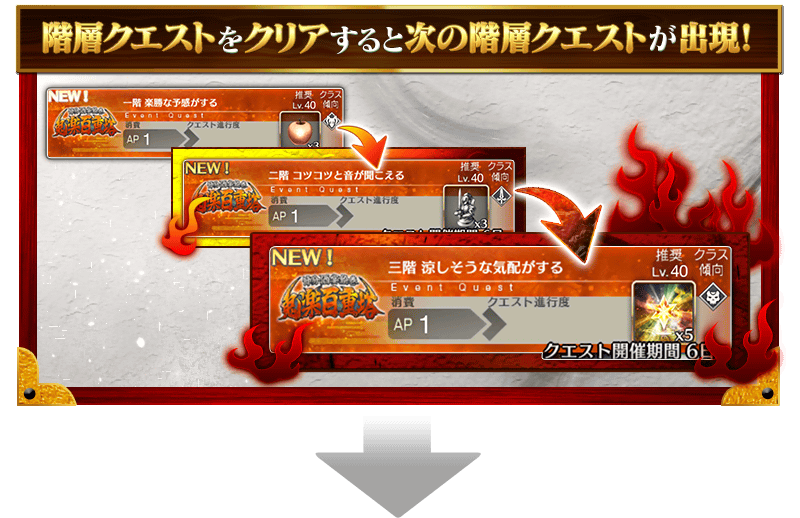 階層クエストをクリアすると次の階層クエストが出現！
NEW！
一階 楽勝な予感がする
Event Quest
推奨
Lv.40
クラス
傾向
消費
クエスト進行度
AP 1
x3
NEW！
二階 コツコツと音が聞こえる
Event Quest
推奨
Lv.40
クラス
傾向
消費
クエスト進行度
AP 1
x3
NEW！
三階 涼しそうな気配がする
Event Quest
推奨
Lv.40
クラス
傾向
百重塔
消費
クエスト進行度
AP 1
x5
クエスト開催期間 6日